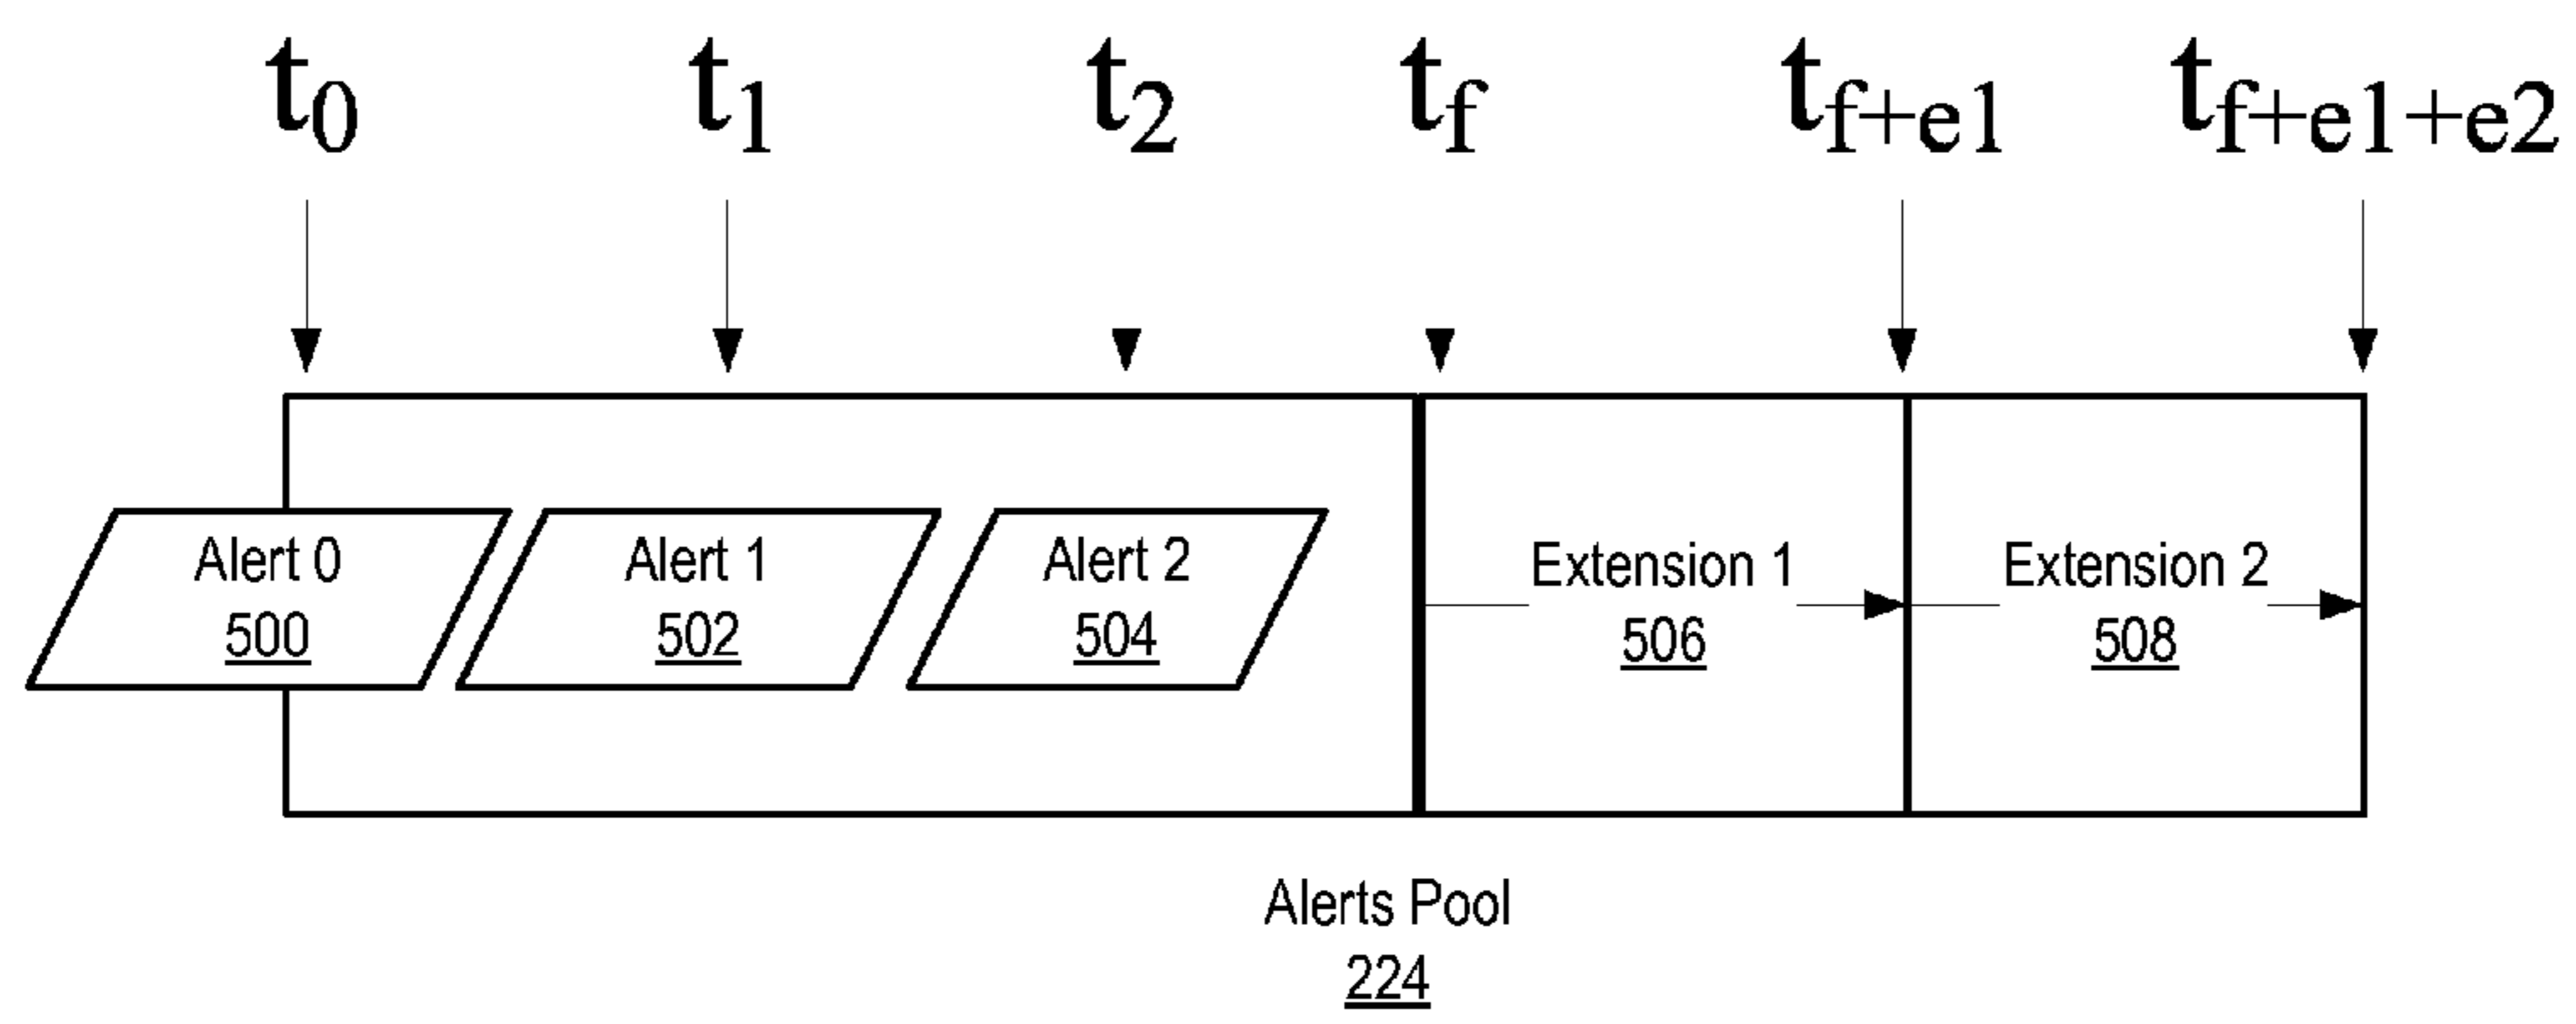 t0 t1 t2 tf tf+e1 tf+e1+e2
Alert 0
500
Alert 1
502
Alert 2
504
Extension 1
506
Extension 2
508
Alerts Pool
224